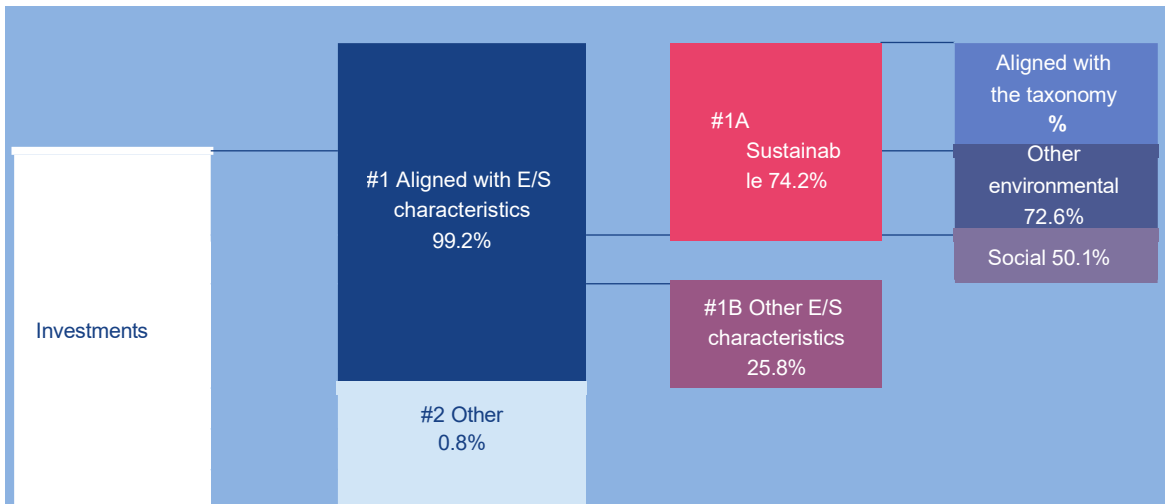 Investments
#1 Aligned with E/S
characteristics
99.2%
#2 Other
0.8%
#1A
Sustainab
le 74.2%
#1B Other E/S
characteristics
25.8%
Aligned with
the taxonomy
%
Other
environmental
72.6%
Social 50.1%